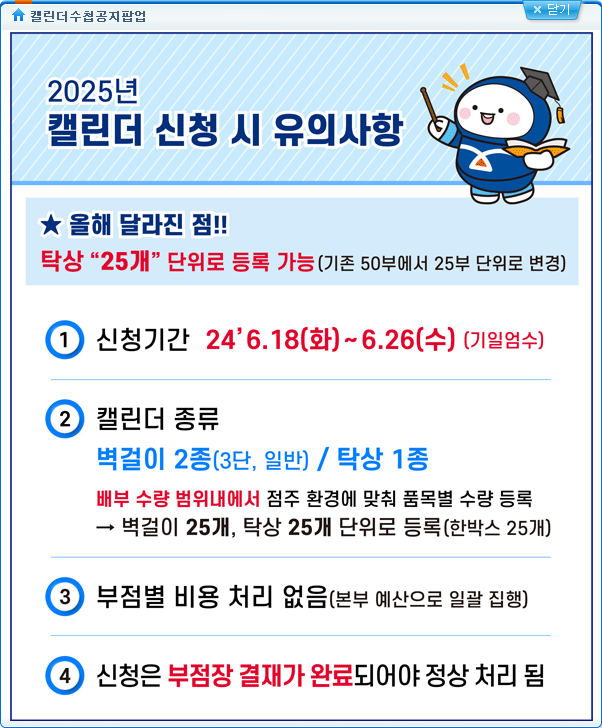 캘린더수첩공지팝업
× 닫기
2025년
캘린더 신청 시 유의사항
★ 올해 달라진 점!!
탁상 “25개” 단위로 등록 가능(기존 50부에서 25부 단위로 변경)
1 신청기간 24’ 6.18(화)~6.26(수) (기일엄수)
2 캘린더 종류
벽걸이 2종(3단, 일반) / 탁상 1종
배부 수량 범위내에서 점주 환경에 맞춰 품목별 수량 등록
→ 벽걸이 25개, 탁상 25개 단위로 등록(한박스 25개)
3 부점별 비용 처리 없음(본부 예산으로 일괄 집행)
4 신청은 부점장 결재가 완료되어야 정상 처리 됨